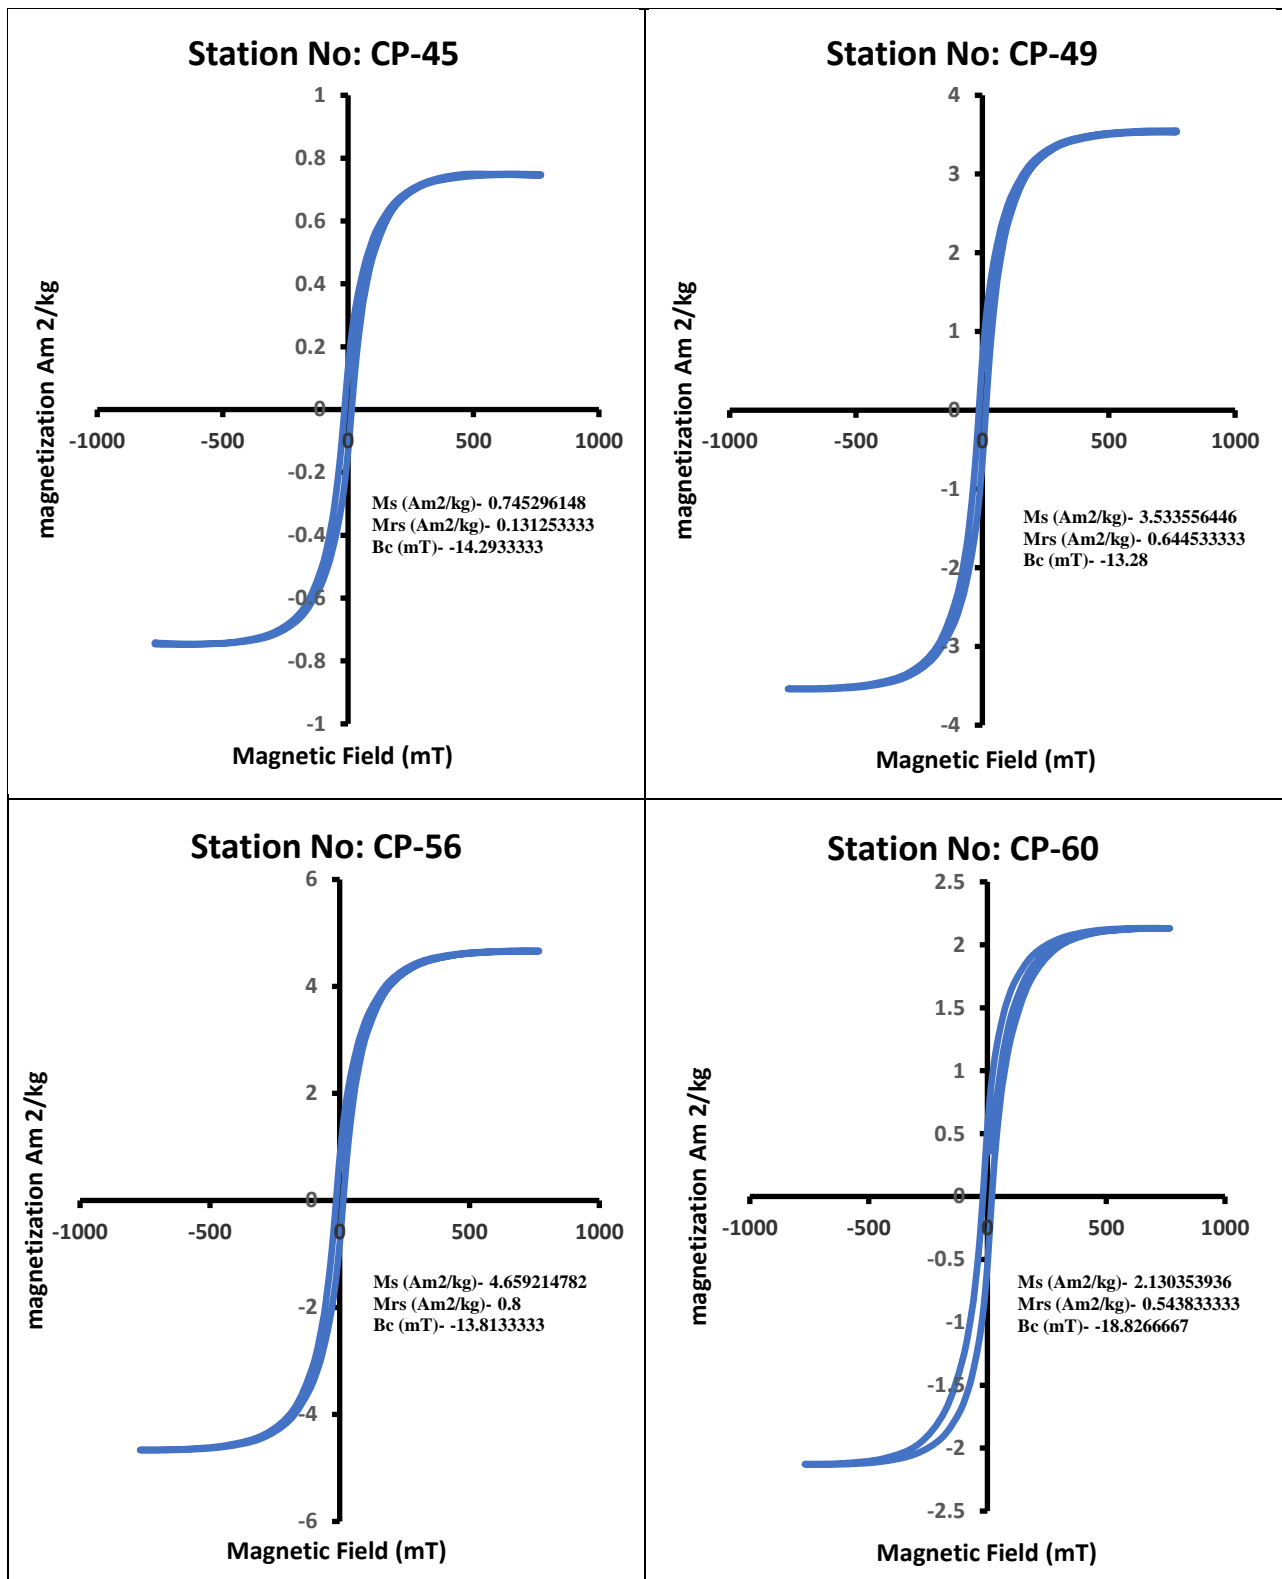 Station No: CP-45
1
0.8
0.6
0.4
0.2
0
-0.2
-0.4
-0.6
-0.8
-1
-1000
-500
0
500
1000
magnetization Am 2/kg
Ms (Am2/kg)- 0.745296148
Mrs (Am2/kg)- 0.131253333
Bc (mT)- -14.2933333
Magnetic Field (mT)
Station No: CP-49
4
3
2
1
0
-1
-2
-3
-4
-1000
-500
0
500
1000
magnetization Am 2/kg
Ms (Am2/kg)- 3.533556446
Mrs (Am2/kg)- 0.644533333
Bc (mT)- -13.28
Magnetic Field (mT)
Station No: CP-56
6
4
2
0
-2
-4
-6
-1000
-500
0
500
1000
magnetization Am 2/kg
Ms (Am2/kg)- 4.659214782
Mrs (Am2/kg)- 0.8
Bc (mT)- -13.8133333
Magnetic Field (mT)
Station No: CP-60
2.5
2
1.5
1
0.5
0
-0.5
-1
-1.5
-2
-2.5
-1000
-500
0
500
1000
magnetization Am 2/kg
Ms (Am2/kg)- 2.130353936
Mrs (Am2/kg)- 0.543833333
Bc (mT)- -18.8266667
Magnetic Field (mT)